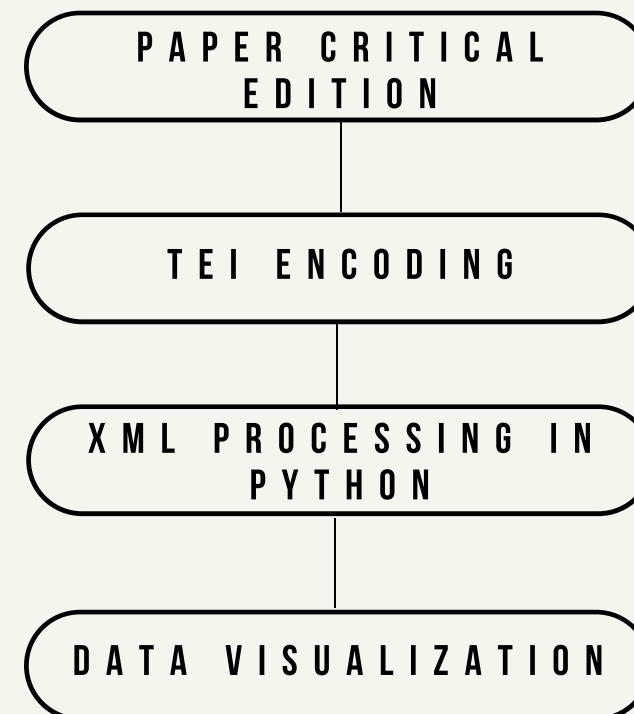 PAPER CRITICAL
EDITION
TEI ENCODING
XML PROCESSING IN
PYTHON
DATA VISUALIZATION